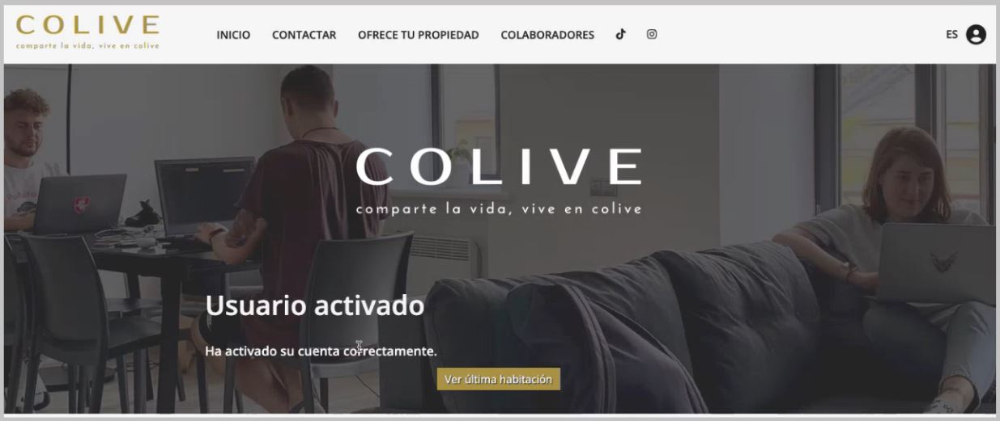 COLIVE
comparte la vida, vive en colive
INICIO CONTACTAR OFRECE TU PROPIEDAD COLABORADORES ES
COLIVE
comparte la vida, vive en colive
Usuario activado
Ha activado su cuenta correctamente.
Ver última habitación